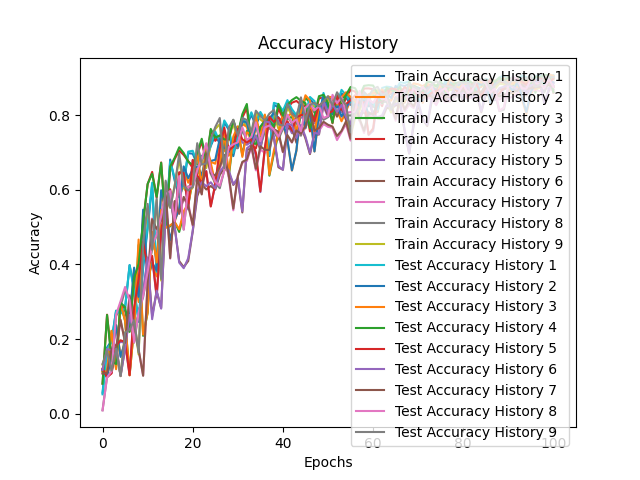 Accuracy History
Accuracy
0.8
0.6
0.4
0.2
0.0
Train Accuracy History 1
Train Accuracy History 2
Train Accuracy History 3
Train Accuracy History 4
Train Accuracy History 5
Train Accuracy History 6
Train Accuracy History 7
Train Accuracy History 8
Train Accuracy History 9
Test Accuracy History 1
Test Accuracy History 2
Test Accuracy History 3
Test Accuracy History 4
Test Accuracy History 5
Test Accuracy History 6
Test Accuracy History 7
Test Accuracy History 8
Test Accuracy History 9
0 20 40 60 80 100
Epochs